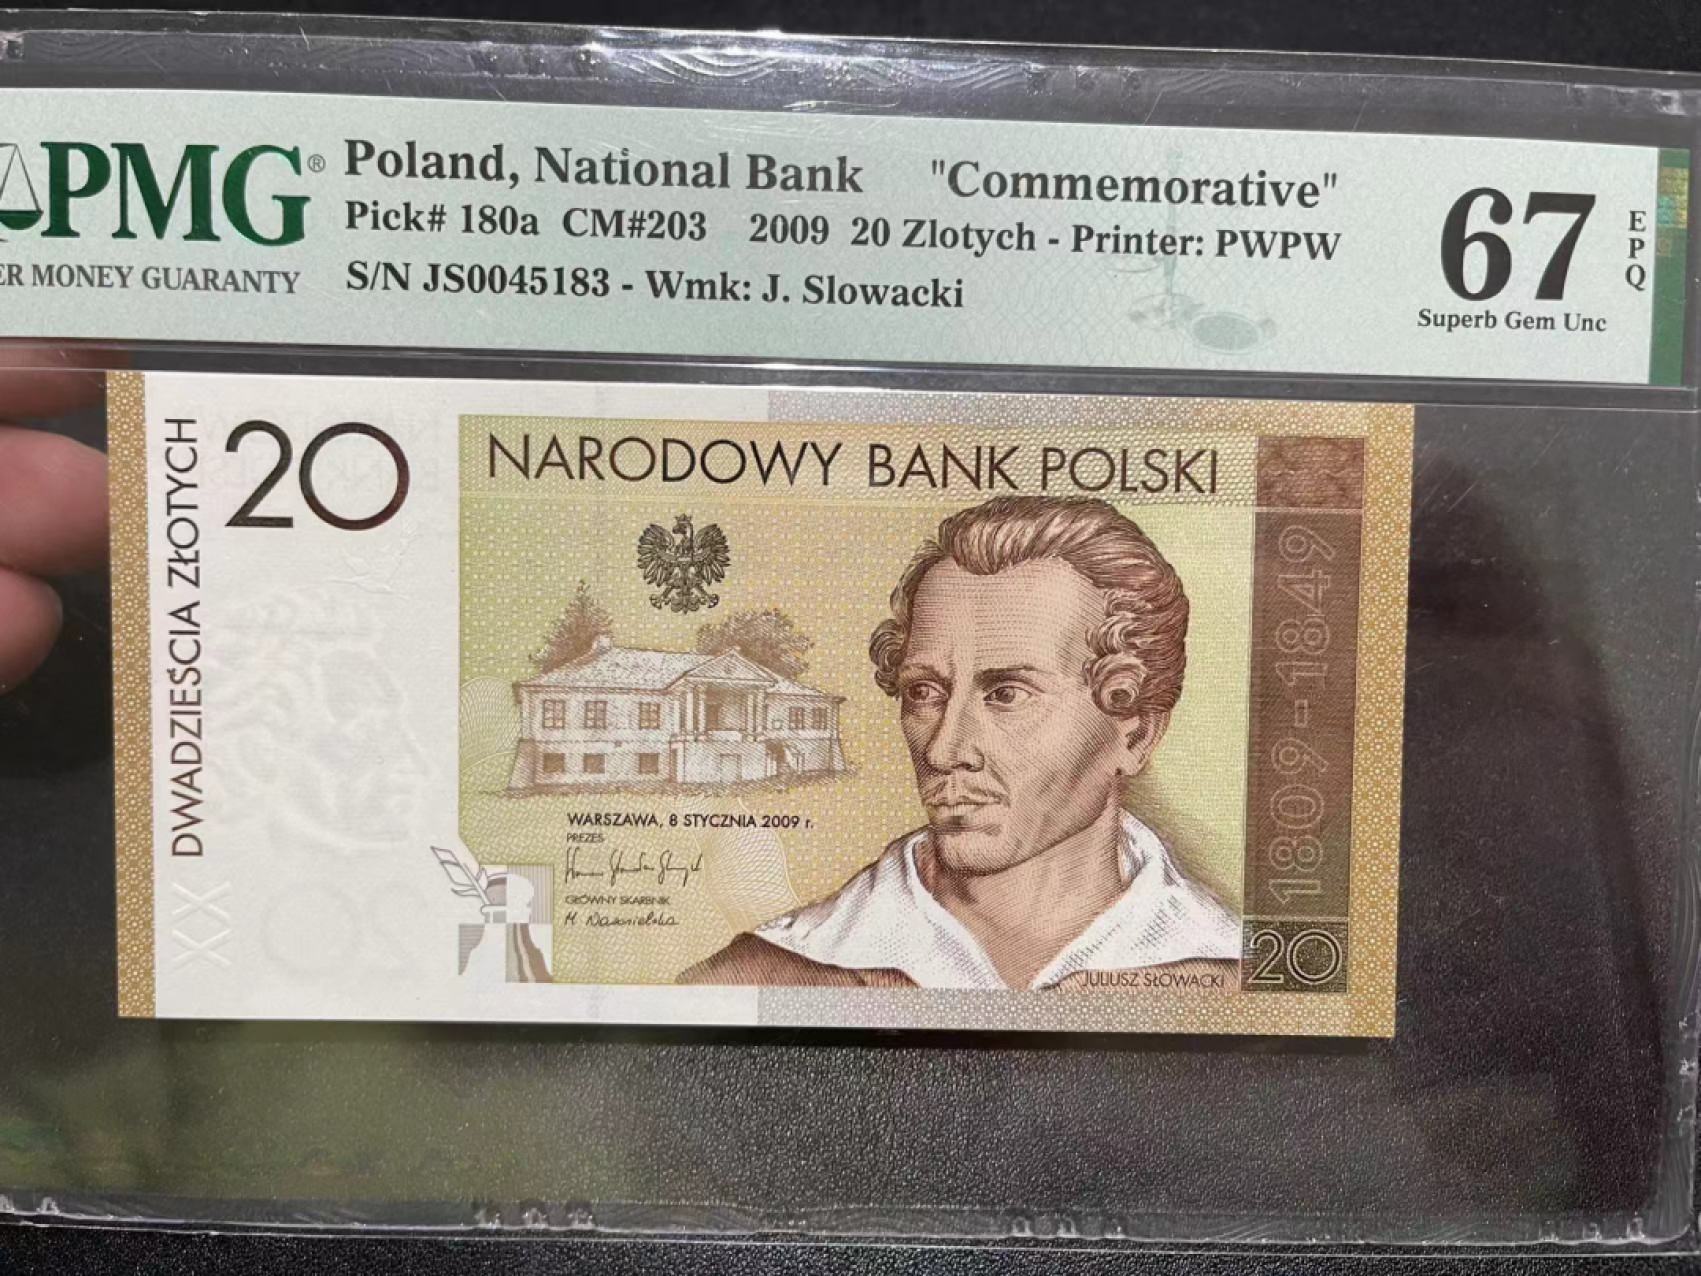 PMG®
ER MONEY GUARANTY
Poland, National Bank "Commemorative"
Pick# 180a CM#203 2009 20 Zlotych - Printer: PWPW
S/N JS0045183 - Wmk: J. Slowacki
67
EPQ
Superb Gem Unc
DWADZIEŚCIA ZŁOTYCH
20
NARODOWY BANK POLSKI
WARSZAWA, 8 STYCZNIA 2009 r.
PREZES
GŁÓWNY SKARBNIK
1809-1849
20
JULIUSZ SŁOWACKI
XX
20